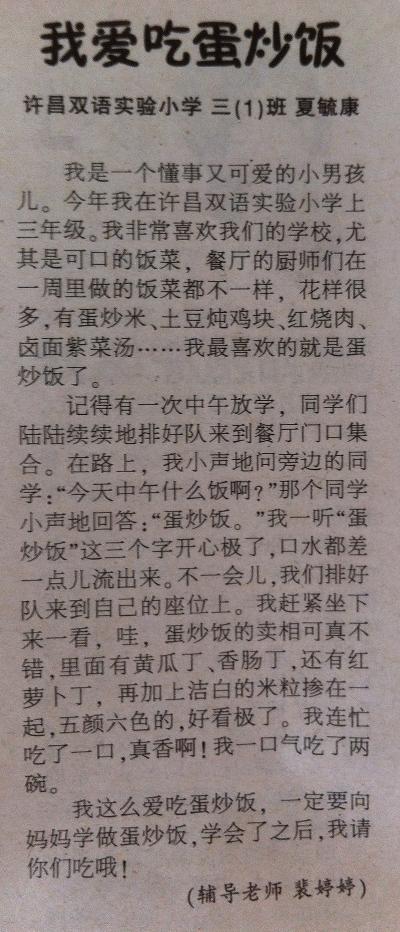 我爱吃蛋炒饭
许昌双语实验小学 三(1)班 夏毓康
我是一个懂事又可爱的小男孩
儿。今年我在许昌双语实验小学上
三年级。我非常喜欢我们的学校,尤
其是可口的饭菜，餐厅的厨师们在
一周里做的饭菜都不一样，花样很
多,有蛋炒米、土豆炖鸡块、红烧肉、
卤面紫菜汤……我最喜欢的就是蛋
炒饭了。
记得有一次中午放学，同学们
陆陆续续地排好队来到餐厅门口集
合。在路上，我小声地问旁边的同
学:“今天中午什么饭啊?”那个同学
小声地回答:“蛋炒饭。”我一听“蛋
炒饭”这三个字开心极了,口水都差
一点儿流出来。不一会儿,我们排好
队来到自己的座位上。我赶紧坐下
来一看，哇，蛋炒饭的卖相可真不
错,里面有黄瓜丁、香肠丁,还有红
萝卜丁，再加上洁白的米粒掺在一
起,五颜六色的,好看极了。我连忙
吃了一口,真香啊!我一口气吃了两
碗。
我这么爱吃蛋炒饭，一定要向
妈妈学做蛋炒饭,学会了之后,我请
你们吃哦!
(辅导老师 裴婷婷)